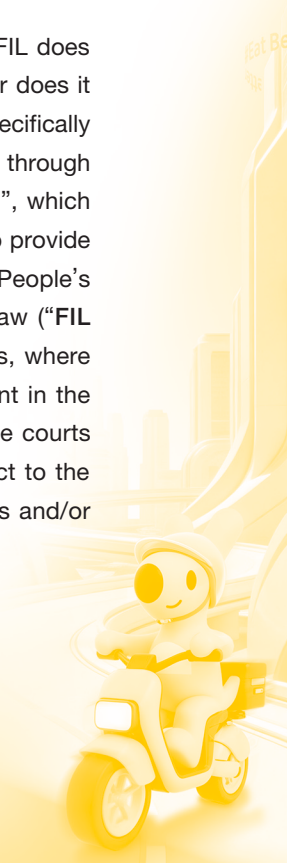 FIL does
r does it
ecifically
through
”, which
provide
People’s
aw (“FIL
s, where
nt in the
e courts
ct to the
s and/or